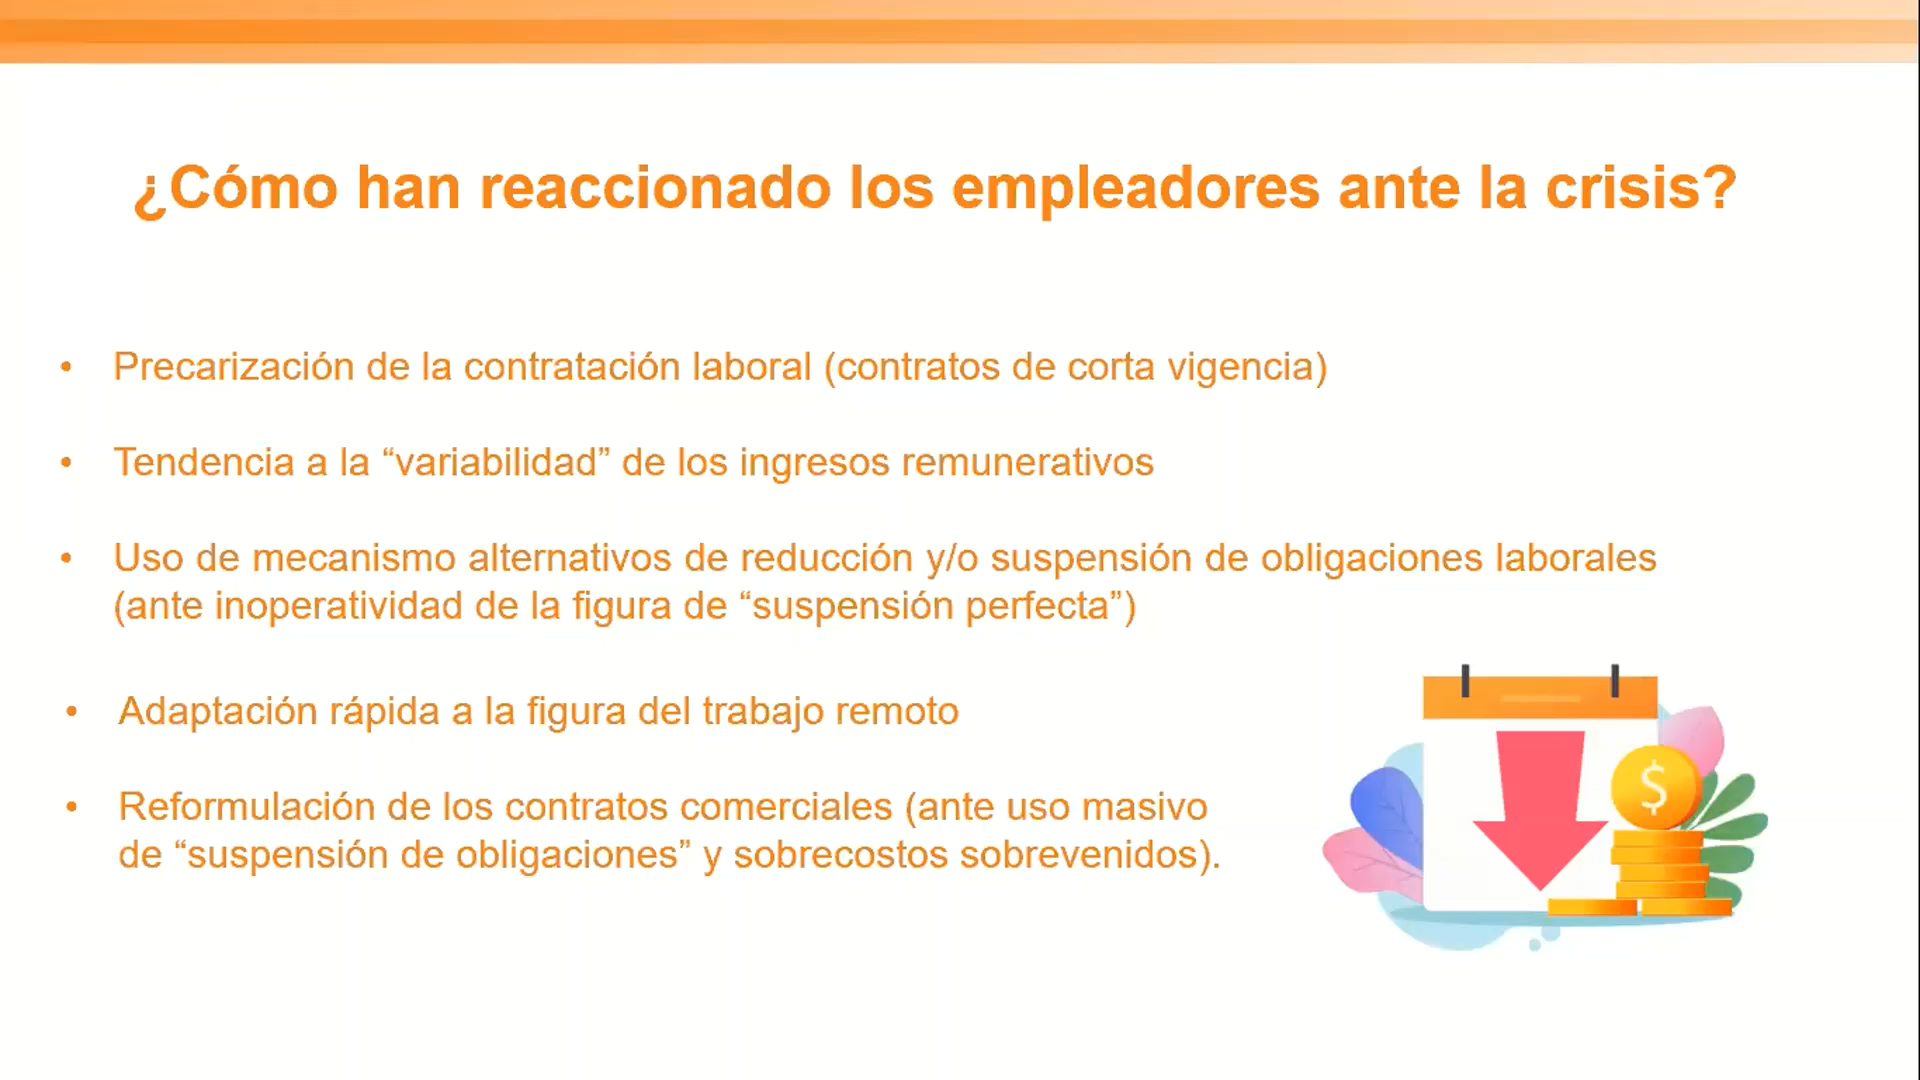 ¿Cómo han reaccionado los empleadores ante la crisis?
• Precarización de la contratación laboral (contratos de corta vigencia)
• Tendencia a la “variabilidad” de los ingresos remunerativos
• Uso de mecanismo alternativos de reducción y/o suspensión de obligaciones laborales
(ante inoperatividad de la figura de “suspensión perfecta”)
• Adaptación rápida a la figura del trabajo remoto
• Reformulación de los contratos comerciales (ante uso masivo
de “suspensión de obligaciones” y sobrecostos sobrevenidos).
$